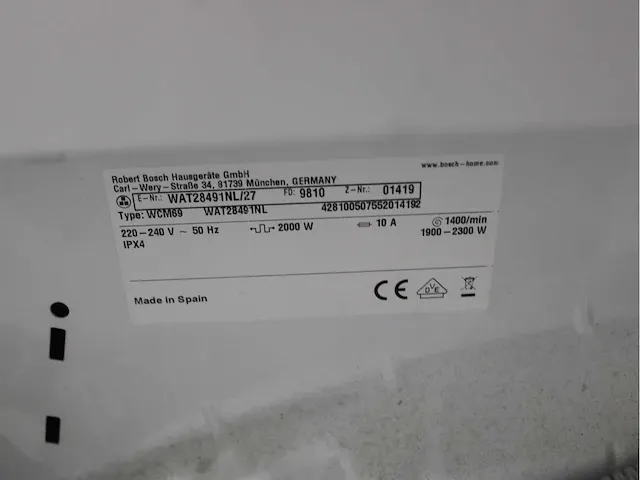 www.bosch-home.com
Robert Bosch Hausgeräte GmbH
Carl-Wery-Straße 34, 81739 München, GERMANY
E-Nr.: WAT28491NL/27 FD: 9810 Z-Nr.: 01419
Type: WCM69 WAT28491NL 428100507552014192
220-240 V ~ 50 Hz 2000 W 10 A 1400/min
IPX4 1900-2300 W
Made in Spain CE
DVE